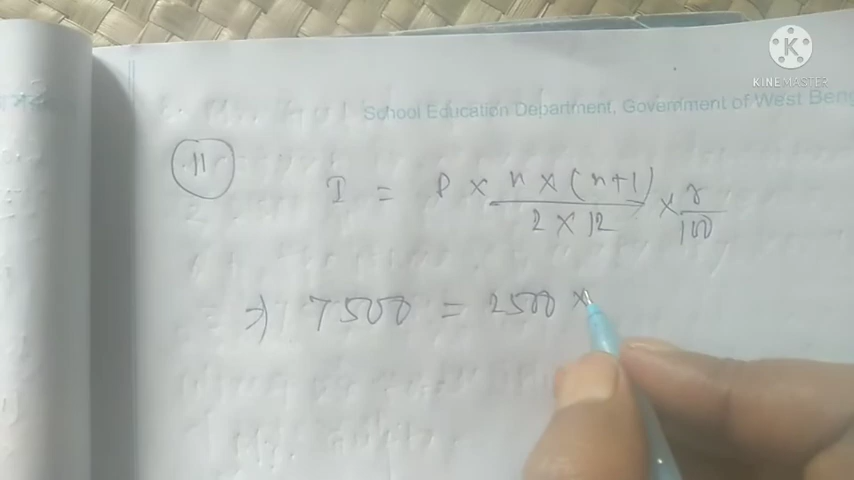 KINEMASTER
School Education Department, Government of West Beng
11
I = P × n × (n+1) / 2 × 12 × r / 100
⇒ 7500 = 2500 ×